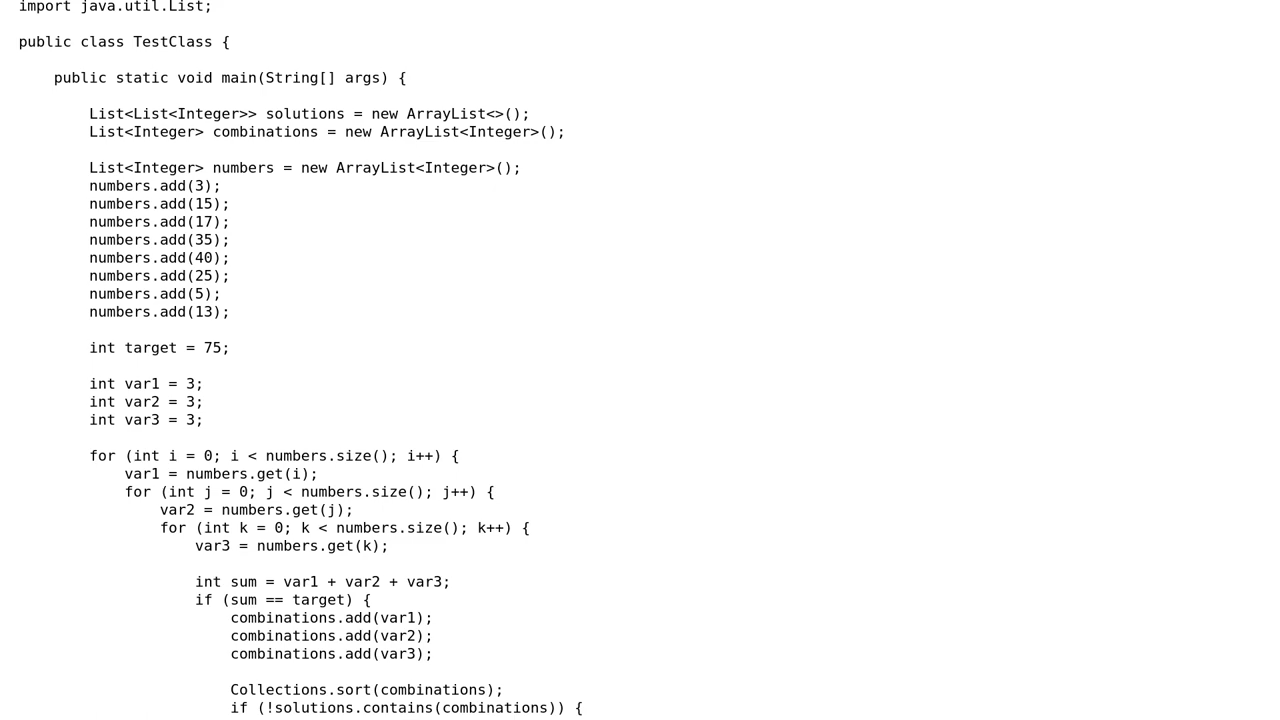 import java.util.List;
public class TestClass {
public static void main(String[] args) {
List<List<Integer>> solutions = new ArrayList<>();
List<Integer> combinations = new ArrayList<Integer>();
List<Integer> numbers = new ArrayList<Integer>();
numbers.add(3);
numbers.add(15);
numbers.add(17);
numbers.add(35);
numbers.add(40);
numbers.add(25);
numbers.add(5);
numbers.add(13);
int target = 75;
int var1 = 3;
int var2 = 3;
int var3 = 3;
for (int i = 0; i < numbers.size(); i++) {
var1 = numbers.get(i);
for (int j = 0; j < numbers.size(); j++) {
var2 = numbers.get(j);
for (int k = 0; k < numbers.size(); k++) {
var3 = numbers.get(k);
int sum = var1 + var2 + var3;
if (sum == target) {
combinations.add(var1);
combinations.add(var2);
combinations.add(var3);
Collections.sort(combinations);
if (!solutions.contains(combinations)) {